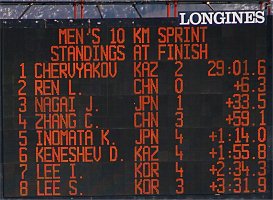 LONGINES
MEN'S 10 KM SPRINT
STANDINGS AT FINISH
1 CHERVYAKOV KAZ 2 29:01.6
2 REN L. CHN 0 +6.3
3 NAGAI J. JPN 1 +33.5
4 ZHANG C. CHN 3 +59.1
5 INOMATA K. JPN 4 +1:14.0
6 KENESHEV D. KAZ 4 +1:55.8
7 LEE I. KOR 4 +2:34.3
8 LEE S. KOR 3 +3:31.9